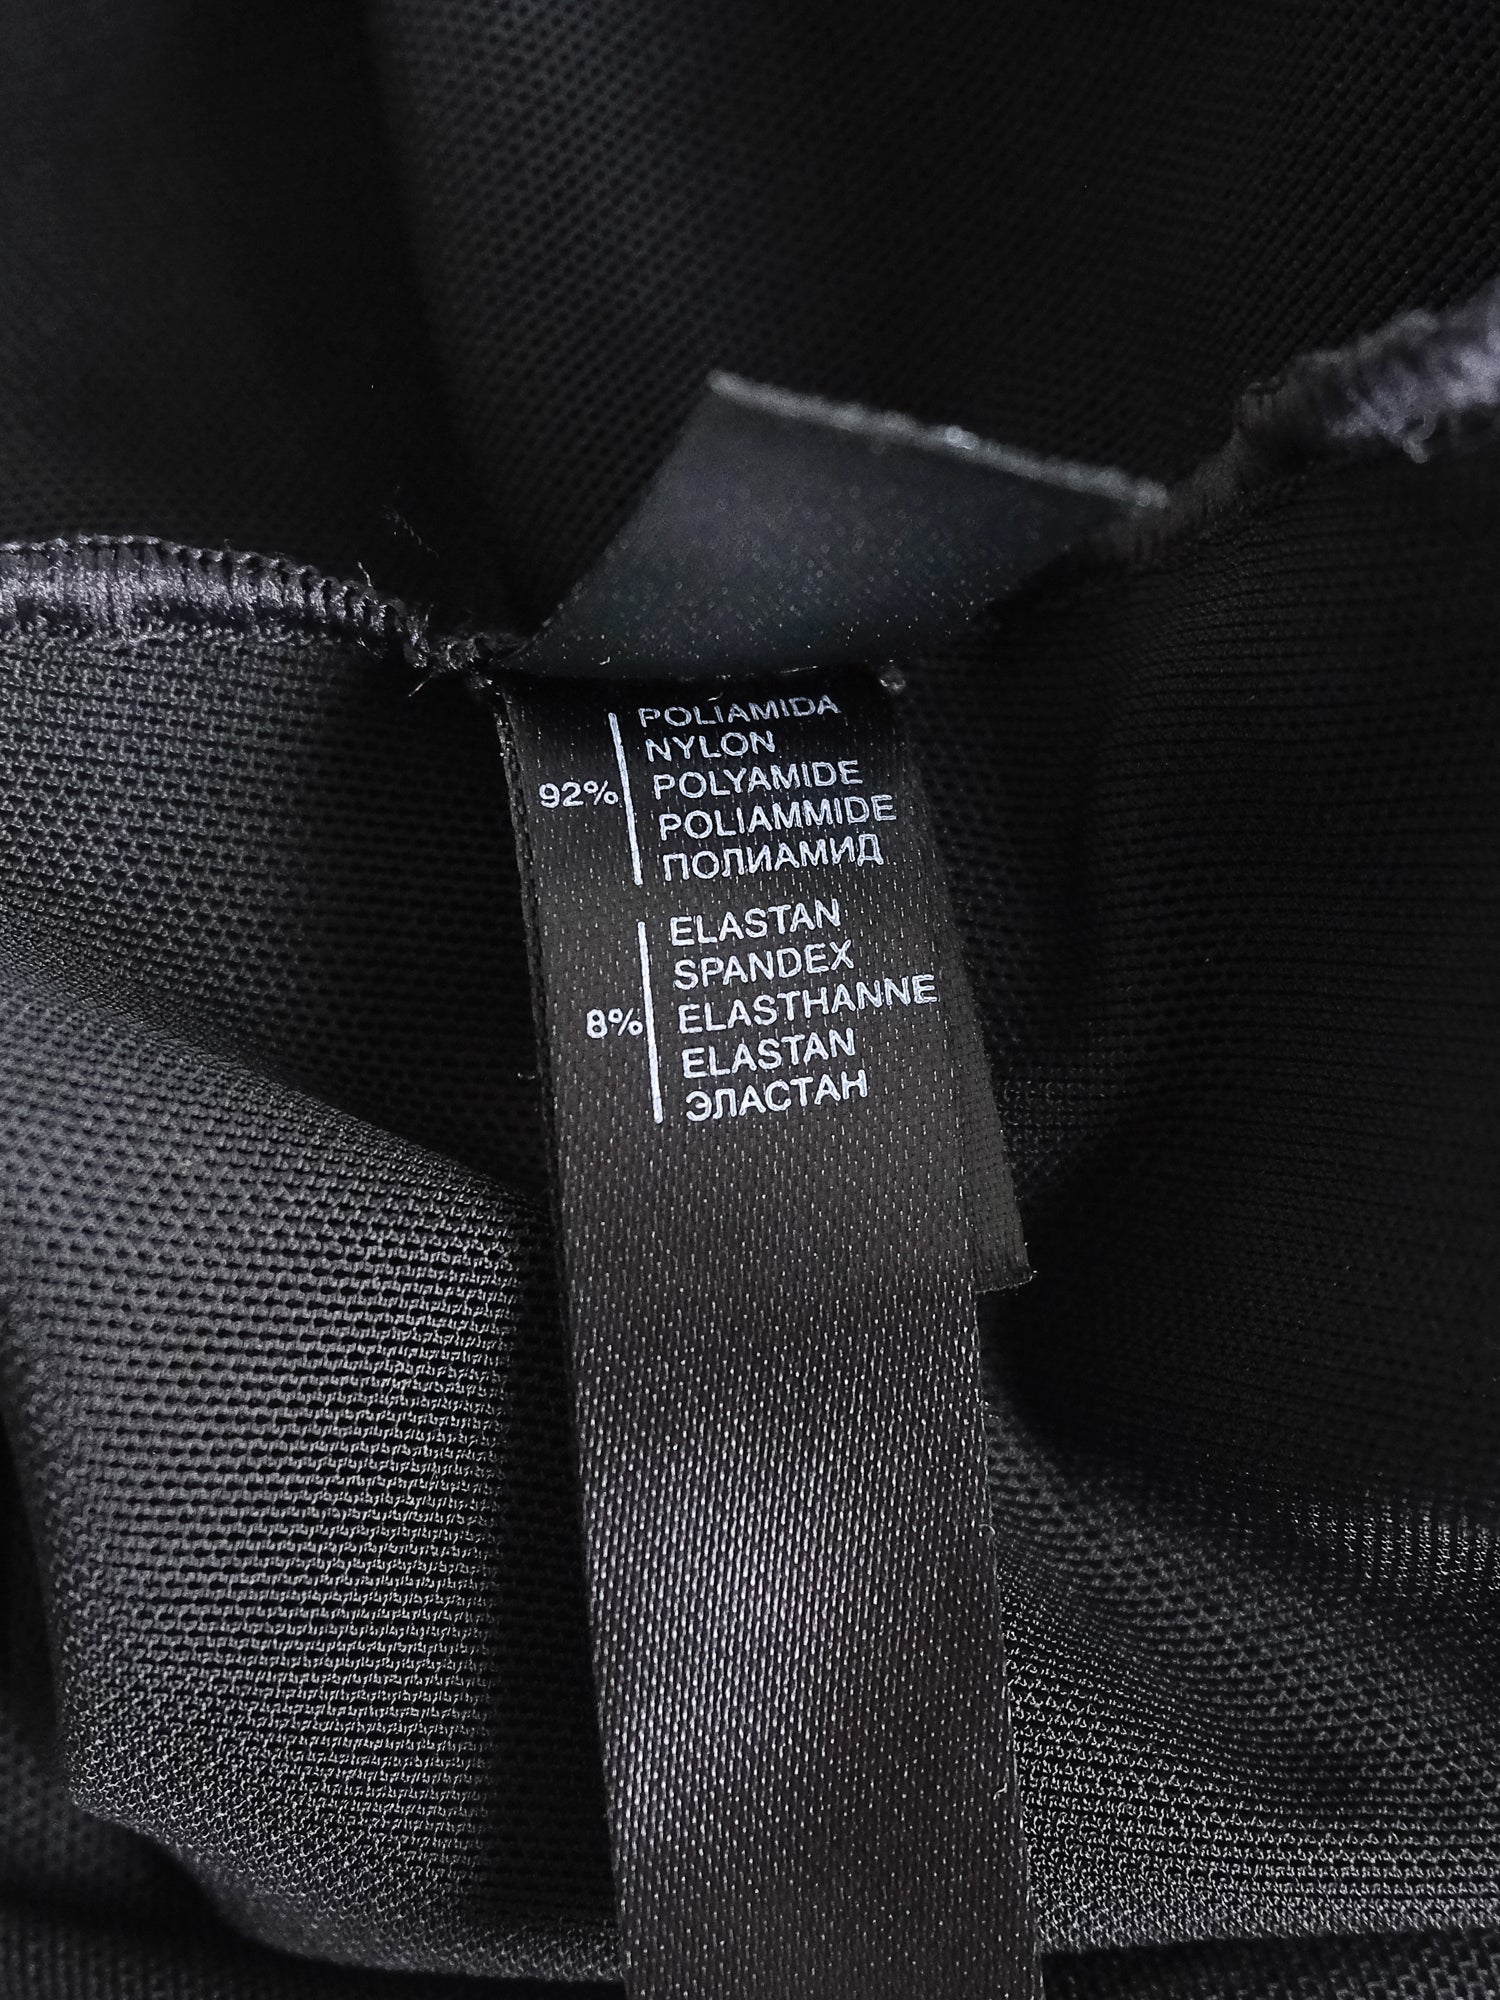 92%
POLIAMIDA
NYLON
POLYAMIDE
POLIAMMIDE
ПОЛИАМИД
8%
ELASTAN
SPANDEX
ELASTHANNE
ELASTAN
ЭЛАСТАН